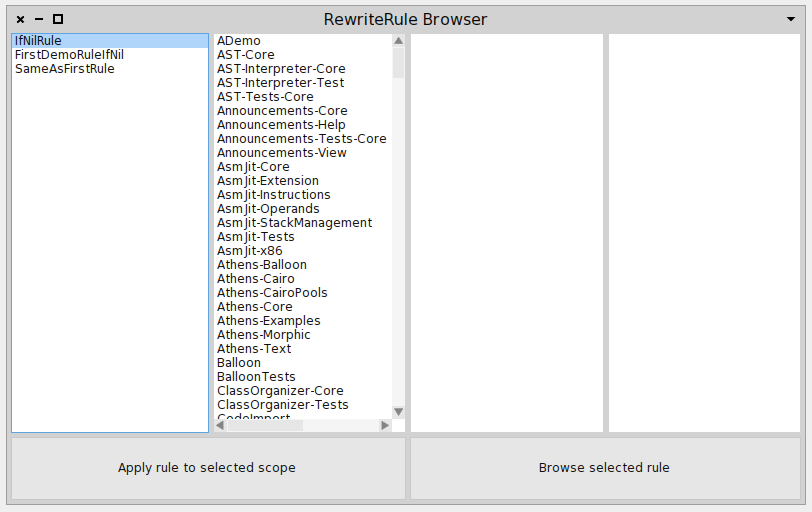 RewriteRule Browser
IfNilRule
FirstDemoRuleIfNil
SameAsFirstRule
ADemo
AST-Core
AST-Interpreter-Core
AST-Interpreter-Test
AST-Tests-Core
Announcements-Core
Announcements-Help
Announcements-Tests-Core
Announcements-View
AsmJit-Core
AsmJit-Extension
AsmJit-Instructions
AsmJit-Operands
AsmJit-StackManagement
AsmJit-Tests
AsmJit-x86
Athens-Balloon
Athens-Cairo
Athens-CairoPools
Athens-Core
Athens-Examples
Athens-Morphic
Athens-Text
Balloon
BalloonTests
ClassOrganizer-Core
ClassOrganizer-Tests
CodeImport
Apply rule to selected scope
Browse selected rule